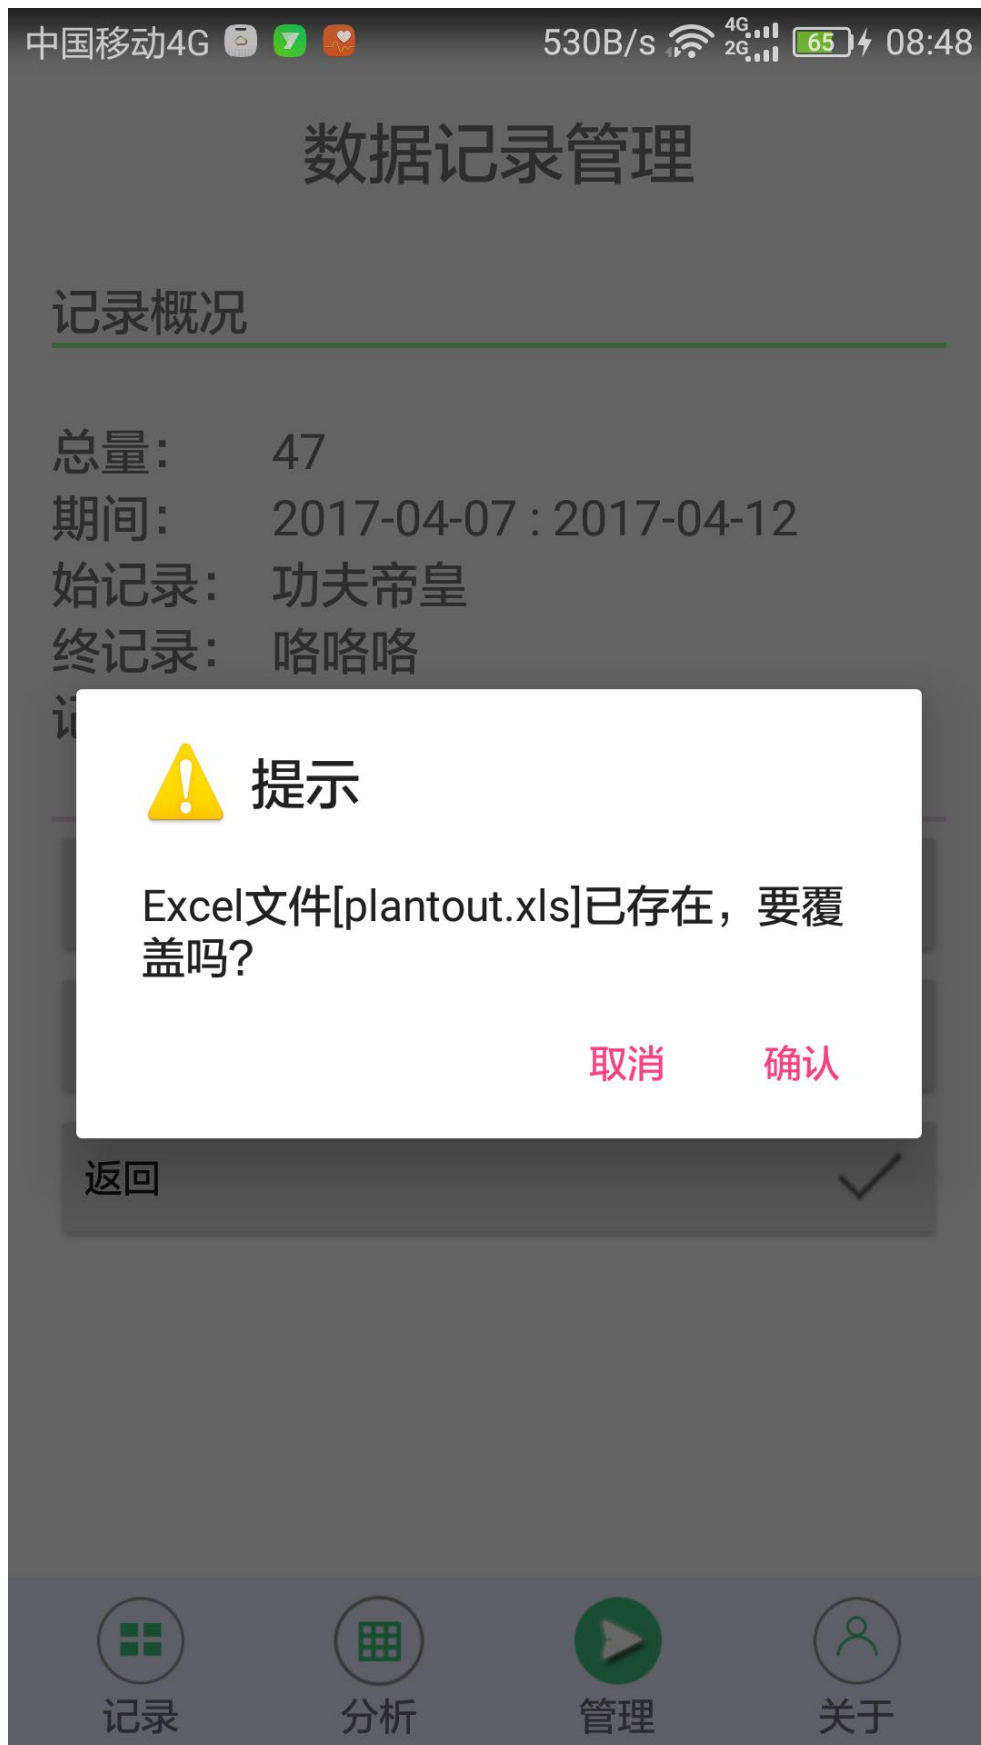 中国移动4G 530B/s 4G 2G 65 08:48
数据记录管理
记录概况
总量： 47
期间： 2017-04-07 : 2017-04-12
始记录： 功夫帝皇
终记录： 咯咯咯
提示
Excel文件[plantout.xls]已存在，要覆
盖吗？
取消 确认
返回
记录 分析 管理 关于